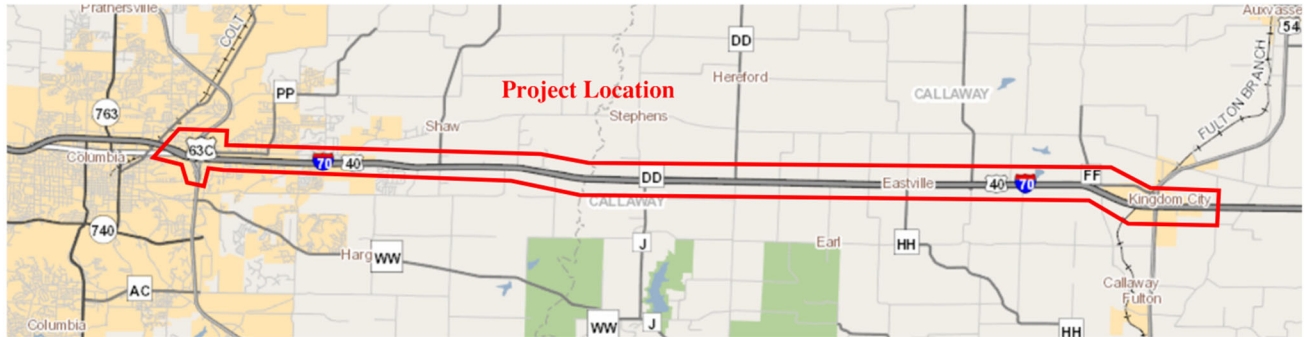 Prathersville
COLT
DD
Auxvasse
54
Hereford
PP
Project Location
CALLAWAY
FULTON BRANCH
763
Shaw
Stephens
63C
Columbia
70
40
DD
Eastville
40
70
FF
Kingdom City
CALLAWAY
740
J
Earl
HH
Harg
WW
Callaway
Fulton
AC
Columbia
WW
J
HH